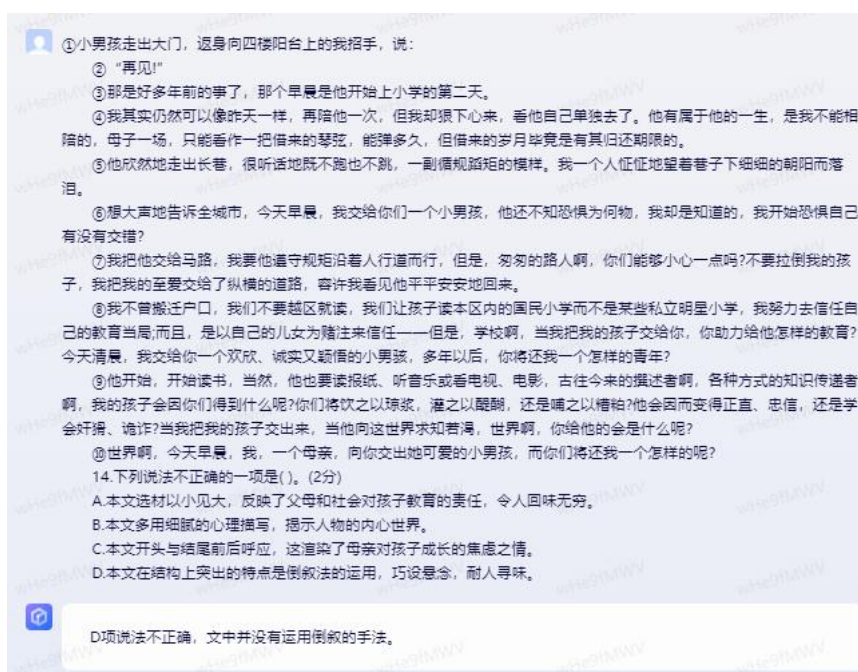 ①小男孩走出大门，返身向四楼阳台上的我招手，说：
②“再见!”
③那是好多年前的事了，那个早晨是他开始上小学的第二天。
④我其实仍然可以像昨天一样，再陪他一次，但我却狠下心来，看他自己单独去了。他有属于他的一生，是我不能相
陪的，母子一场，只能看作一把借来的琴弦，能弹多久，但借来的岁月毕竟是有其归还期限的。
⑤他欣然地走出长巷，很听话地既不跑也不跳，一副循规蹈矩的模样。我一个人怔怔地望着巷子下细细的朝阳而落
泪。
⑥想大声地告诉全城市，今天早晨，我交给你们一个小男孩，他还不知恐惧为何物，我却是知道的，我开始恐惧自己
有没有交错?
⑦我把他交给马路，我要他遵守规矩沿着人行道而行，但是，匆匆的路人啊，你们能够小心一点吗?不要拉倒我的孩
子，我把我的至爱交给了纵横的道路，容许我看见他平平安安地回来。
⑧我不曾搬迁户口，我们不要越区就读，我们让孩子读本区内的国民小学而不是某些私立明星小学，我努力去信任自
己的教育当局;而且，是以自己的儿女为赌注来信任——但是，学校啊，当我把我的孩子交给你，你助力给他怎样的教育?
今天清晨，我交给你一个欢欣、诚实又颖悟的小男孩，多年以后，你将还我一个怎样的青年?
⑨他开始，开始读书，当然，他也要读报纸、听音乐或看电视、电影，古往今来的撰述者啊，各种方式的知识传递者
啊，我的孩子会因你们得到什么呢?你们将饮之以琼浆，灌之以醍醐，还是哺之以糟粕?他会因而变得正直、忠信，还是学
会奸猾、诡诈?当我把我的孩子交出来，当他向这世界求知若渴，世界啊，你给他的会是什么呢?
⑩世界啊，今天早晨，我，一个母亲，向你交出她可爱的小男孩，而你们将还我一个怎样的呢?
14.下列说法不正确的一项是( )。(2分)
A.本文选材以小见大，反映了父母和社会对孩子教育的责任，令人回味无穷。
B.本文多用细腻的心理描写，揭示人物的内心世界。
C.本文开头与结尾前后呼应，这渲染了母亲对孩子成长的焦虑之情。
D.本文在结构上突出的特点是倒叙法的运用，巧设悬念，耐人寻味。
D项说法不正确，文中并没有运用倒叙的手法。